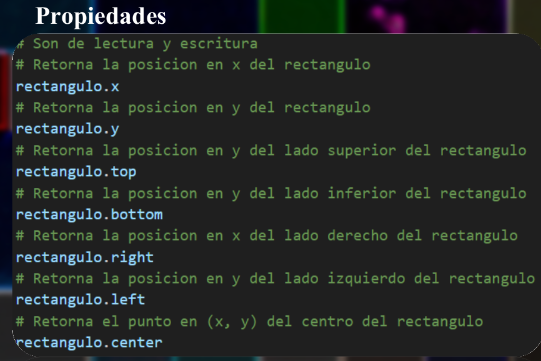 Propiedades
# Son de lectura y escritura
# Retorna la posicion en x del rectangulo
rectangulo.x
# Retorna la posicion en y del rectangulo
rectangulo.y
# Retorna la posicion en y del lado superior del rectangulo
rectangulo.top
# Retorna la posicion en y del lado inferior del rectangulo
rectangulo.bottom
# Retorna la posicion en x del lado derecho del rectangulo
rectangulo.right
# Retorna la posicion en y del lado izquierdo del rectangulo
rectangulo.left
# Retorna el punto en (x, y) del centro del rectangulo
rectangulo.center